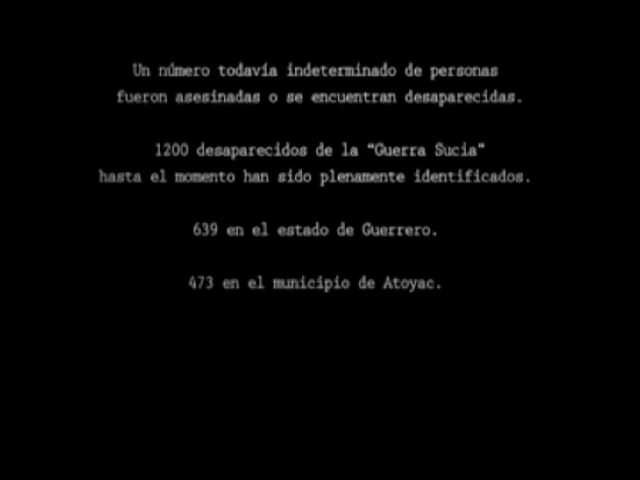 Un número todavía indeterminado de personas
fueron asesinadas o se encuentran desaparecidas.
1200 desaparecidos de la "Guerra Sucia"
hasta el momento han sido plenamente identificados.
639 en el estado de Guerrero.
473 en el municipio de Atoyac.